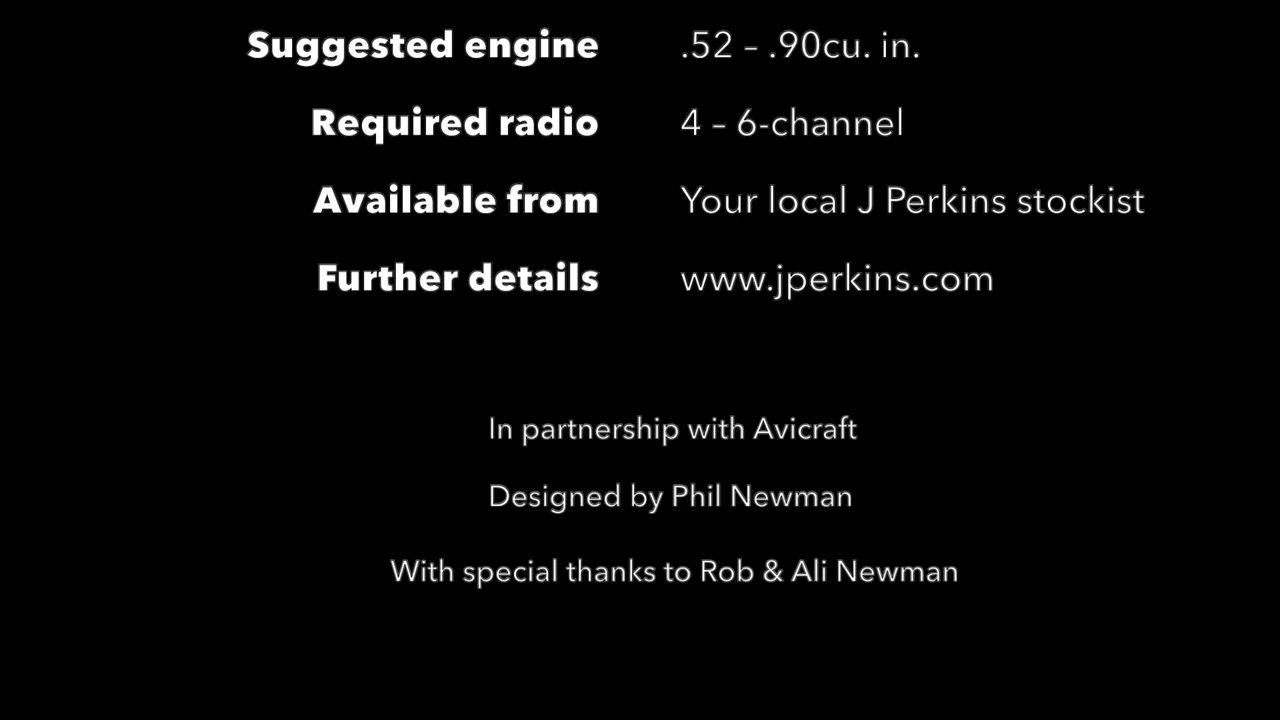 Suggested engine .52 – .90cu. in.
Required radio 4 – 6-channel
Available from Your local J Perkins stockist
Further details www.jperkins.com
In partnership with Avicraft
Designed by Phil Newman
With special thanks to Rob & Ali Newman